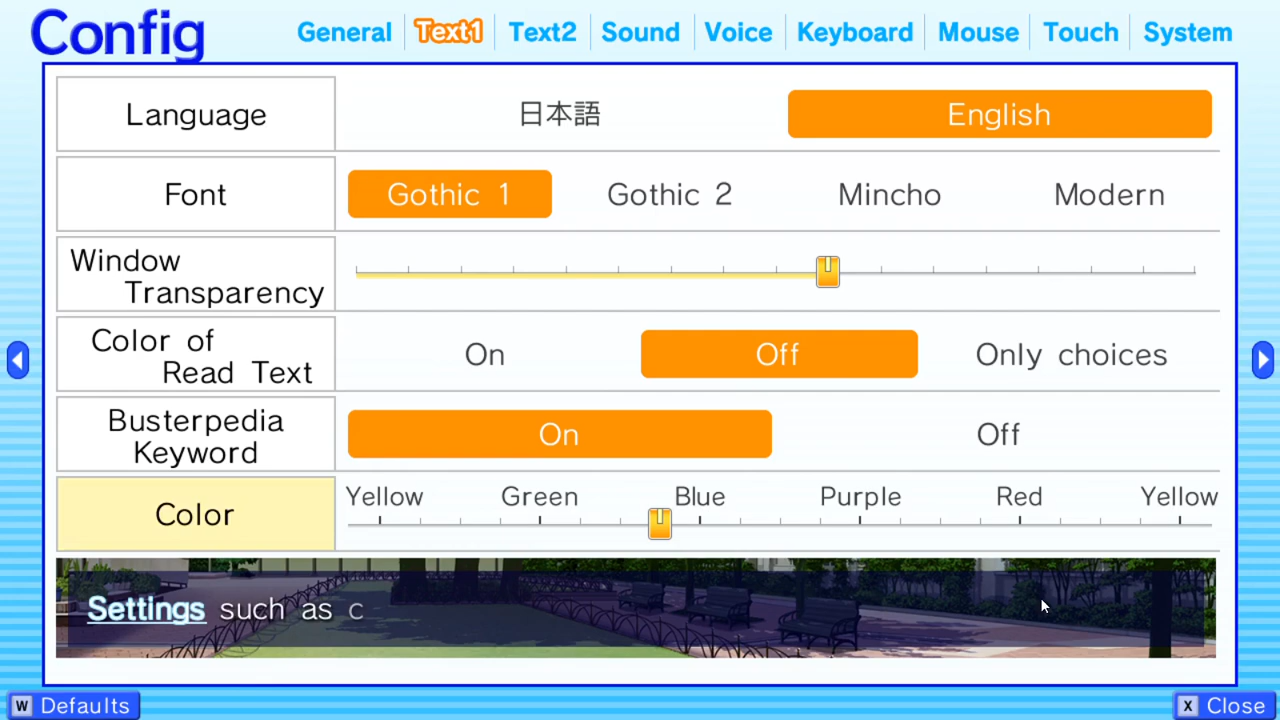 Config General Text1 Text2 Sound Voice Keyboard Mouse Touch System
Language 日本語 English
Font Gothic 1 Gothic 2 Mincho Modern
Window
Transparency
Color of
Read Text
On Off Only choices
Busterpedia
Keyword
On Off
Color
Yellow Green Blue Purple Red Yellow
Settings such as c
W Defaults
X Close